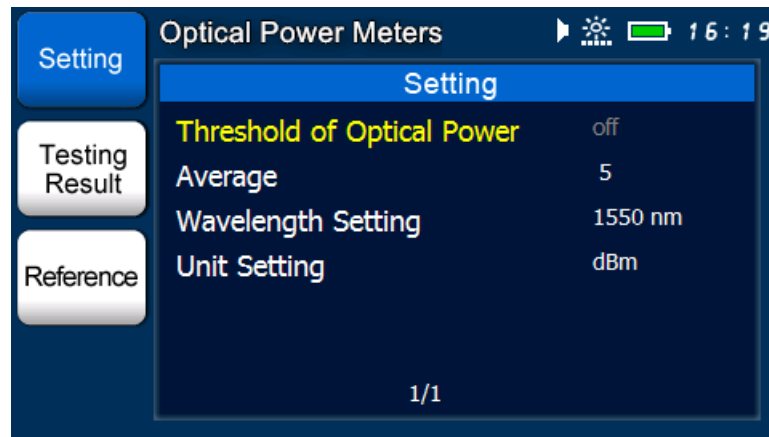 Optical Power Meters 16:19
Setting
Testing
Result
Reference
Setting
Threshold of Optical Power off
Average 5
Wavelength Setting 1550 nm
Unit Setting dBm
1/1